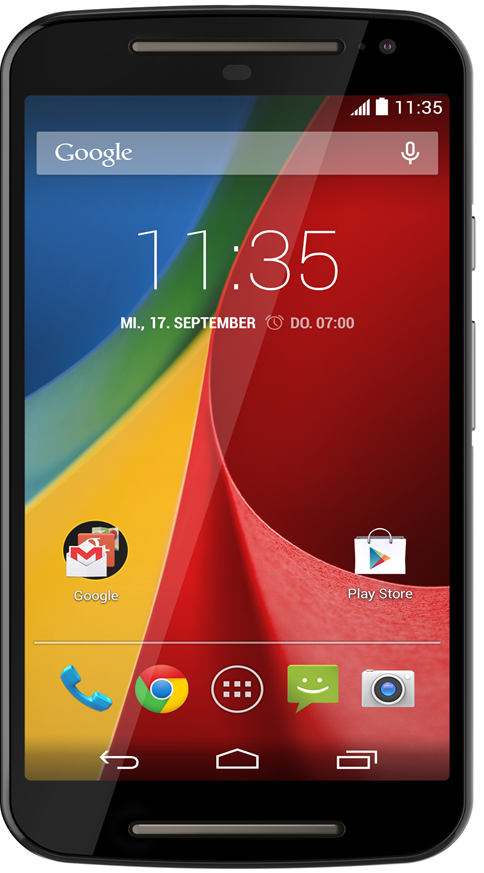 11:35
Google
11:35
MI., 17. SEPTEMBER DO. 07:00
Google
Play Store